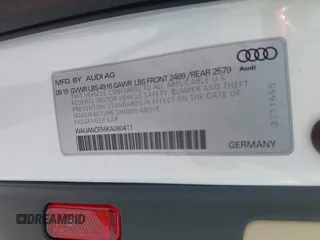 MFD. BY AUDI AG
09/19 GVWR LBS 4916 GAWR LBS FRONT 2469 / REAR 2579
THIS VEHICLE CONFORMS TO ALL APPLICABLE U.S.
FEDERAL MOTOR VEHICLE SAFETY, BUMPER AND THEFT
PREVENTION STANDARDS IN EFFECT ON THE DATE OF
MANUFACTURE SHOWN ABOVE.
PASSENGER CAR
Audi
GERMANY
DREAMBID